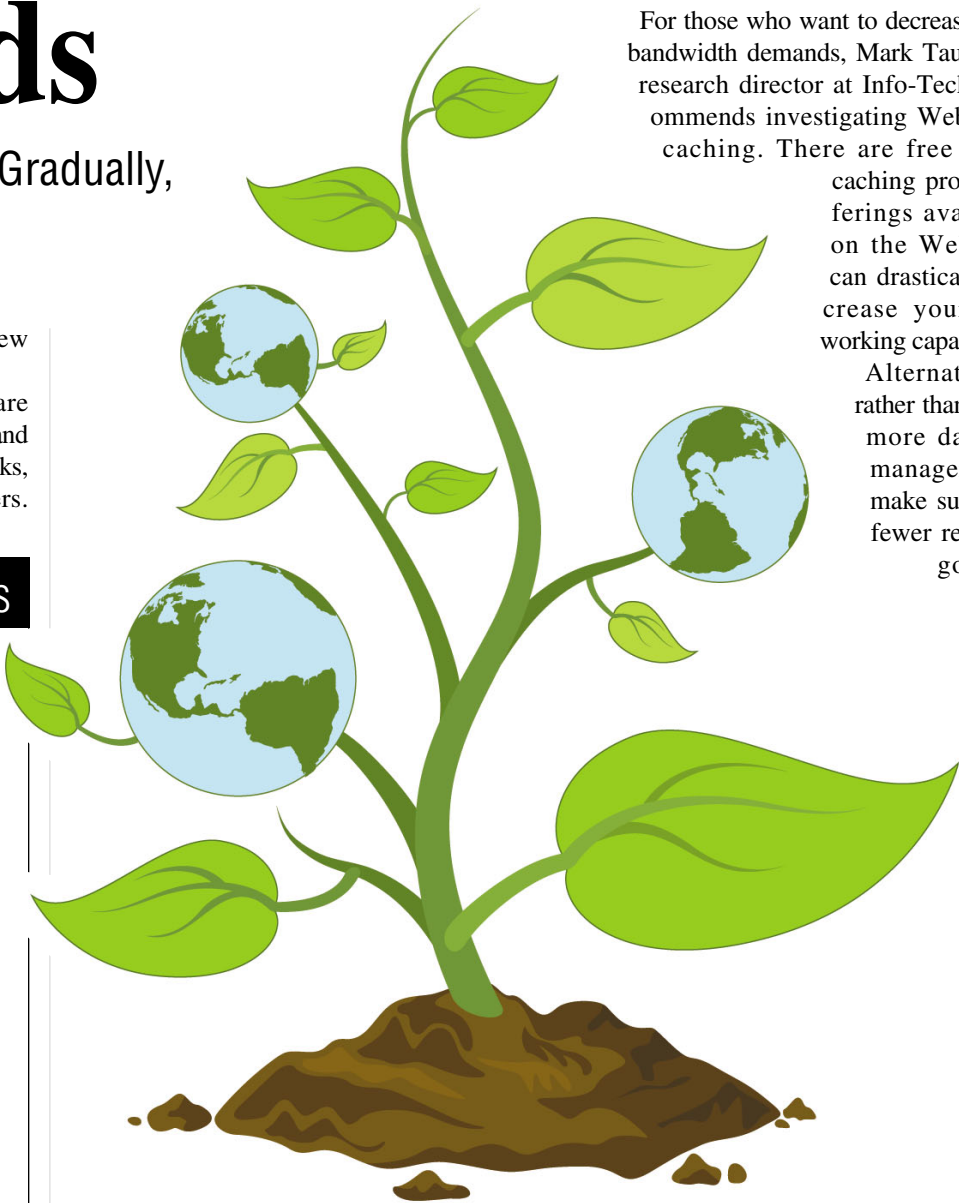 ds
Gradually,
ew
are
and
ks,
ers.
S
For those who want to decreas
bandwidth demands, Mark Tau
research director at Info-Tech
ommends investigating Web
caching. There are free
caching pro
ferings ava
on the We
can drastica
crease your
working capa
Alternat
rather than
more da
manage
make su
fewer re
go